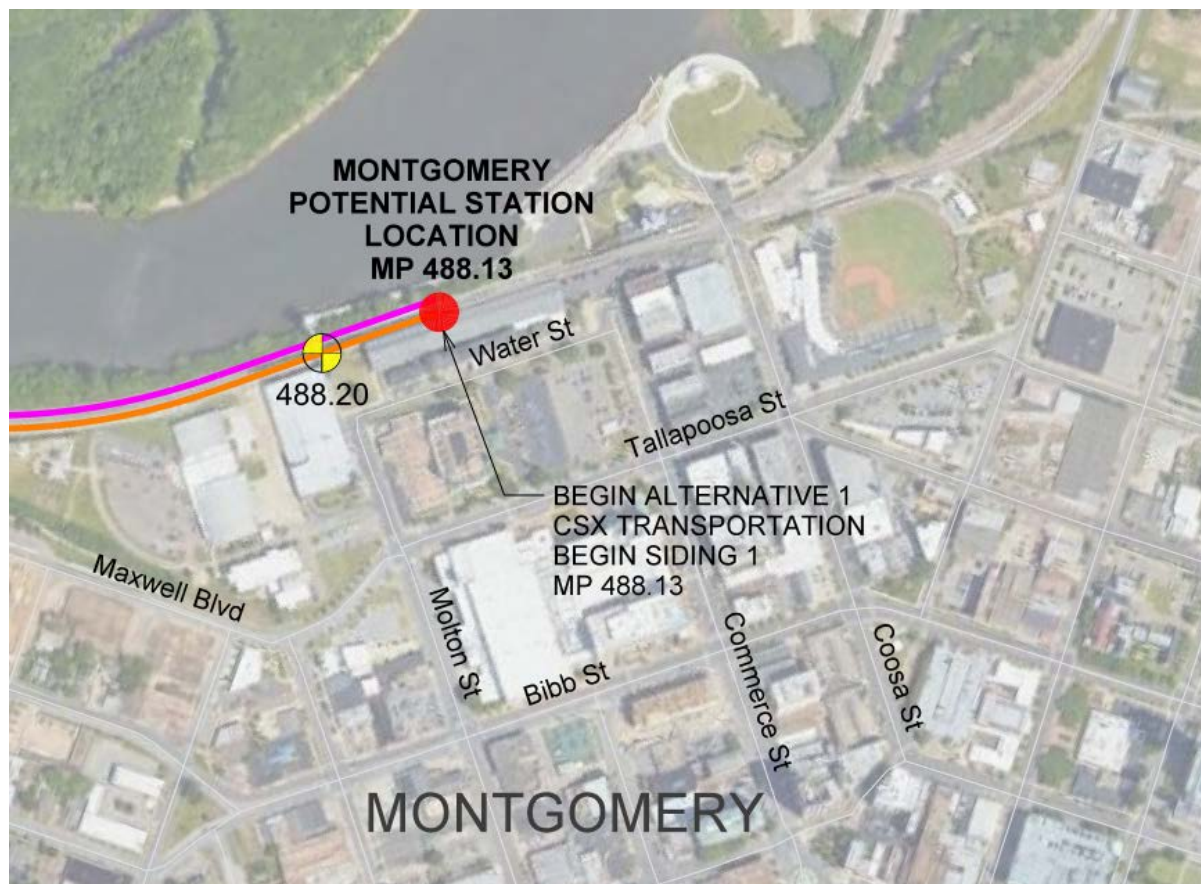 MONTGOMERY
POTENTIAL STATION
LOCATION
MP 488.13
488.20
Water St
Tallapoosa St
BEGIN ALTERNATIVE 1
CSX TRANSPORTATION
BEGIN SIDING 1
MP 488.13
Maxwell Blvd
Molton St
Bibb St
Commerce St
Coosa St
MONTGOMERY